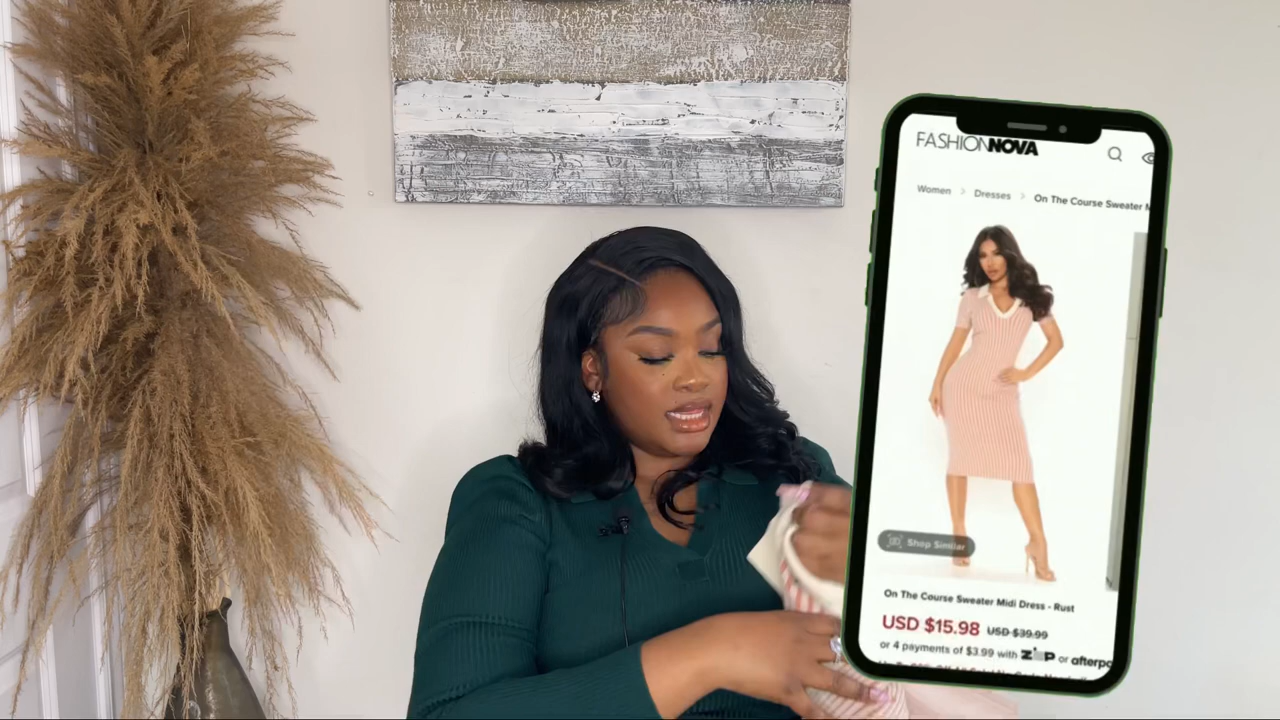 FASHIONNOVA
Women > Dresses > On The Course Sweater M
Shop Similar
On The Course Sweater Midi Dress - Rust
USD $15.98 USD $39.99
or 4 payments of $3.99 with ZIP or afterpa